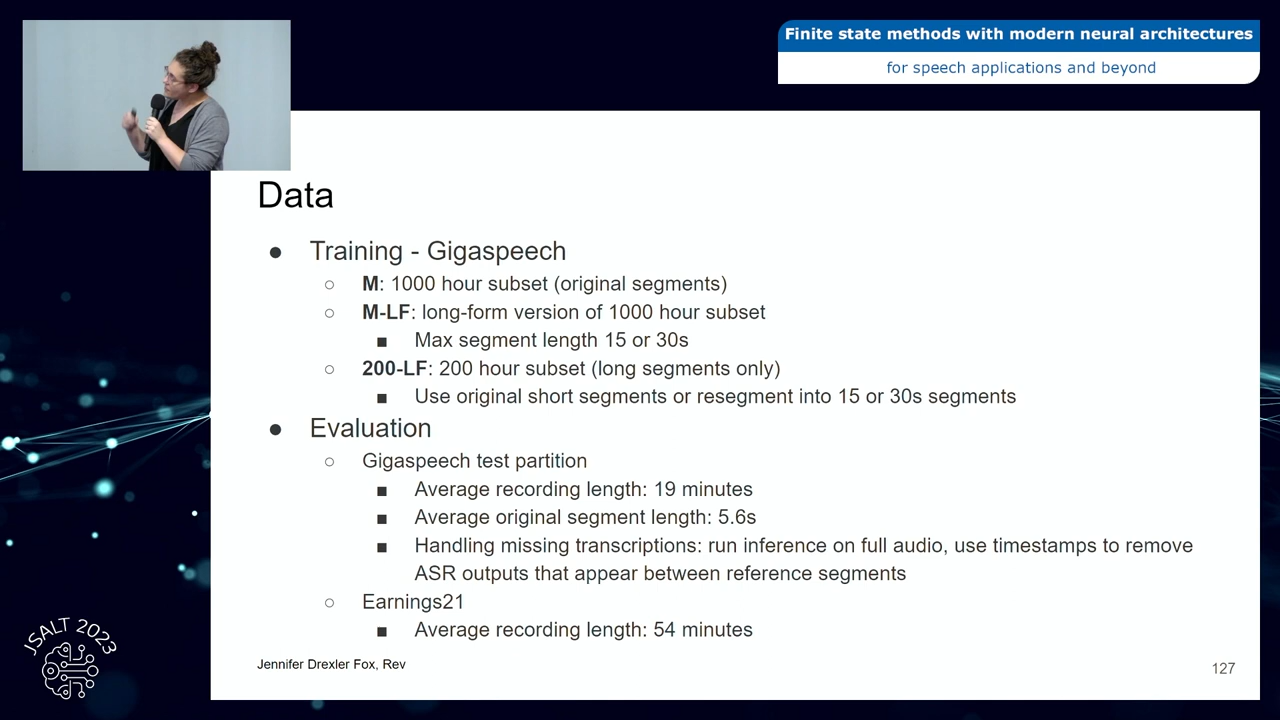 Finite state methods with modern neural architectures
for speech applications and beyond
Data
● Training - Gigaspeech
○ M: 1000 hour subset (original segments)
○ M-LF: long-form version of 1000 hour subset
■ Max segment length 15 or 30s
○ 200-LF: 200 hour subset (long segments only)
■ Use original short segments or resegment into 15 or 30s segments
● Evaluation
○ Gigaspeech test partition
■ Average recording length: 19 minutes
■ Average original segment length: 5.6s
■ Handling missing transcriptions: run inference on full audio, use timestamps to remove
ASR outputs that appear between reference segments
○ Earnings21
■ Average recording length: 54 minutes
JSALT 2023
Jennifer Drexler Fox, Rev
127